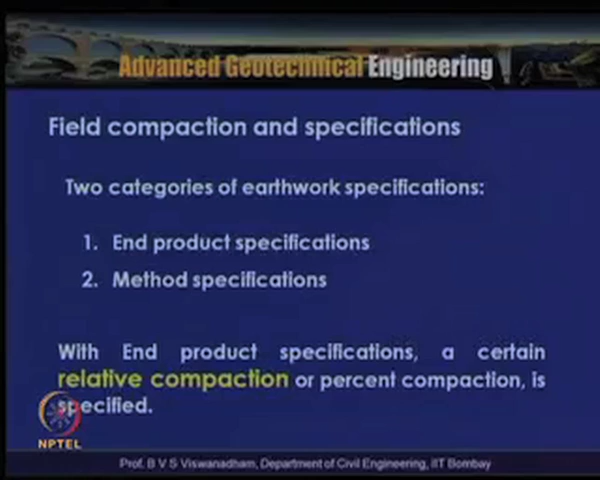 Advanced Geotechnical Engineering
Field compaction and specifications
Two categories of earthwork specifications:
1. End product specifications
2. Method specifications
With End product specifications, a certain
relative compaction or percent compaction, is
specified.
NPTEL
Prof. B V S Viswanadham, Department of Civil Engineering, IIT Bombay